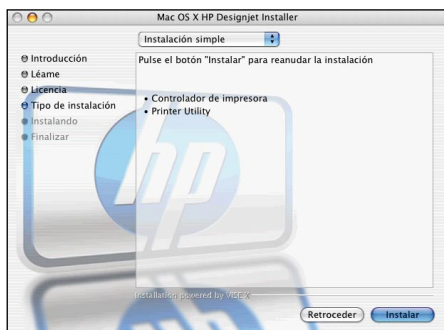 Mac OS X HP Designjet Installer
Instalación simple
Introducción
Léame
Licencia
Tipo de instalación
Instalando
Finalizar
Pulse el botón "Instalar" para reanudar la instalación
• Controlador de impresora
• Printer Utility
hp
Installation powered by VISE X
Retroceder
Instalar